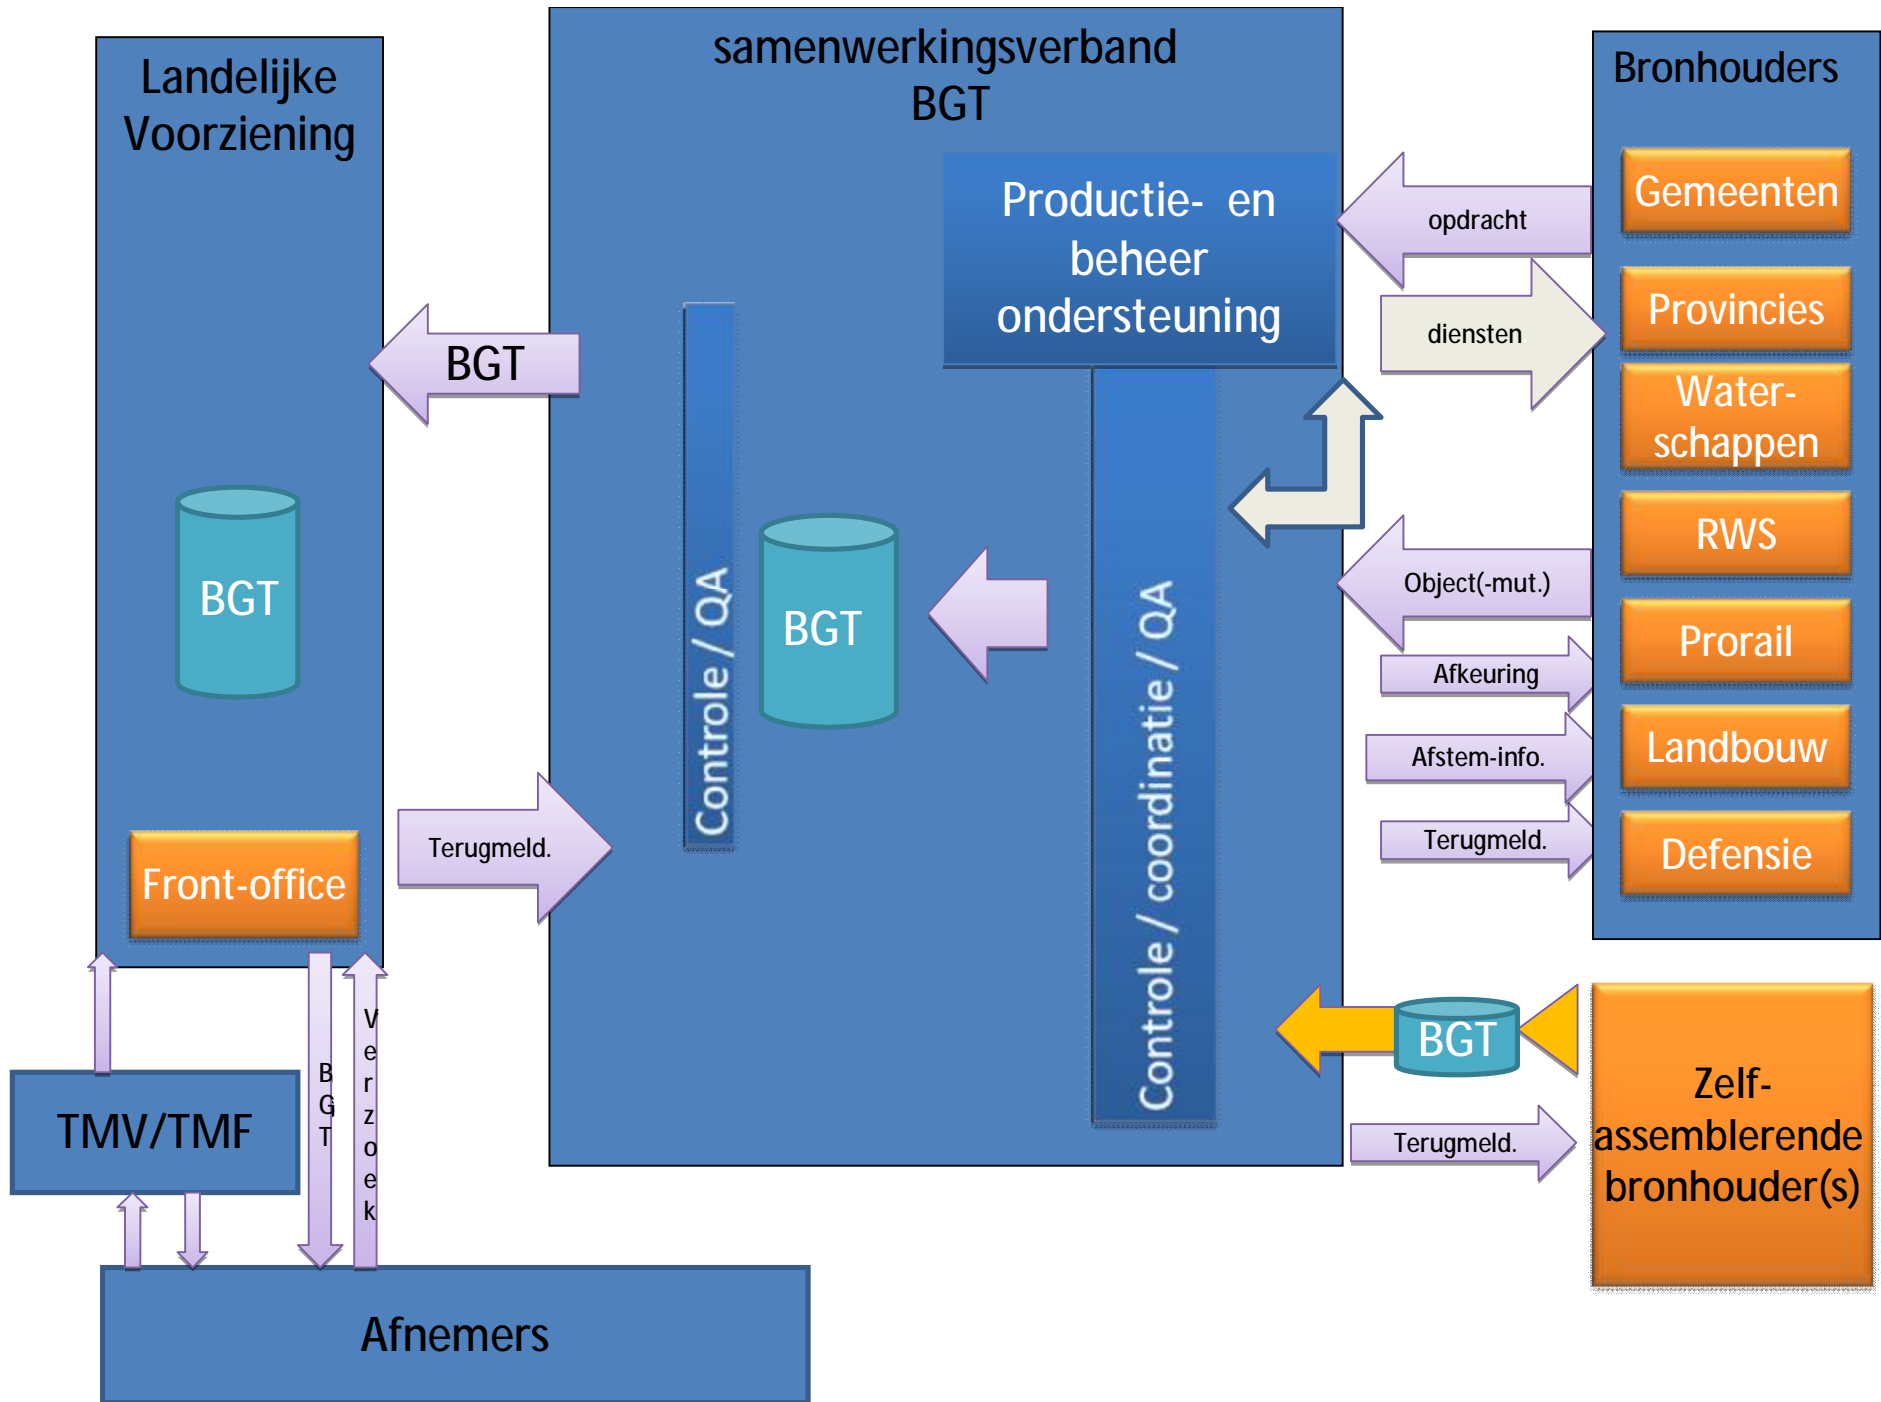 Landelijke
Voorziening
BGT
Front-office
samenwerkingsverband
BGT
Productie- en
beheer
ondersteuning
BGT
Controle / QA
BGT
Controle / coordinatie / QA
Terugmeld.
opdracht
diensten
Object(-mut.)
Afkeuring
Afstem-info.
Terugmeld.
Bronhouders
Gemeenten
Provincies
Water-
schappen
RWS
Prorail
Landbouw
Defensie
BGT
Terugmeld.
Zelf-
assemblerende
bronhouder(s)
TMV/TMF
BGT
Verzoek
Afnemers